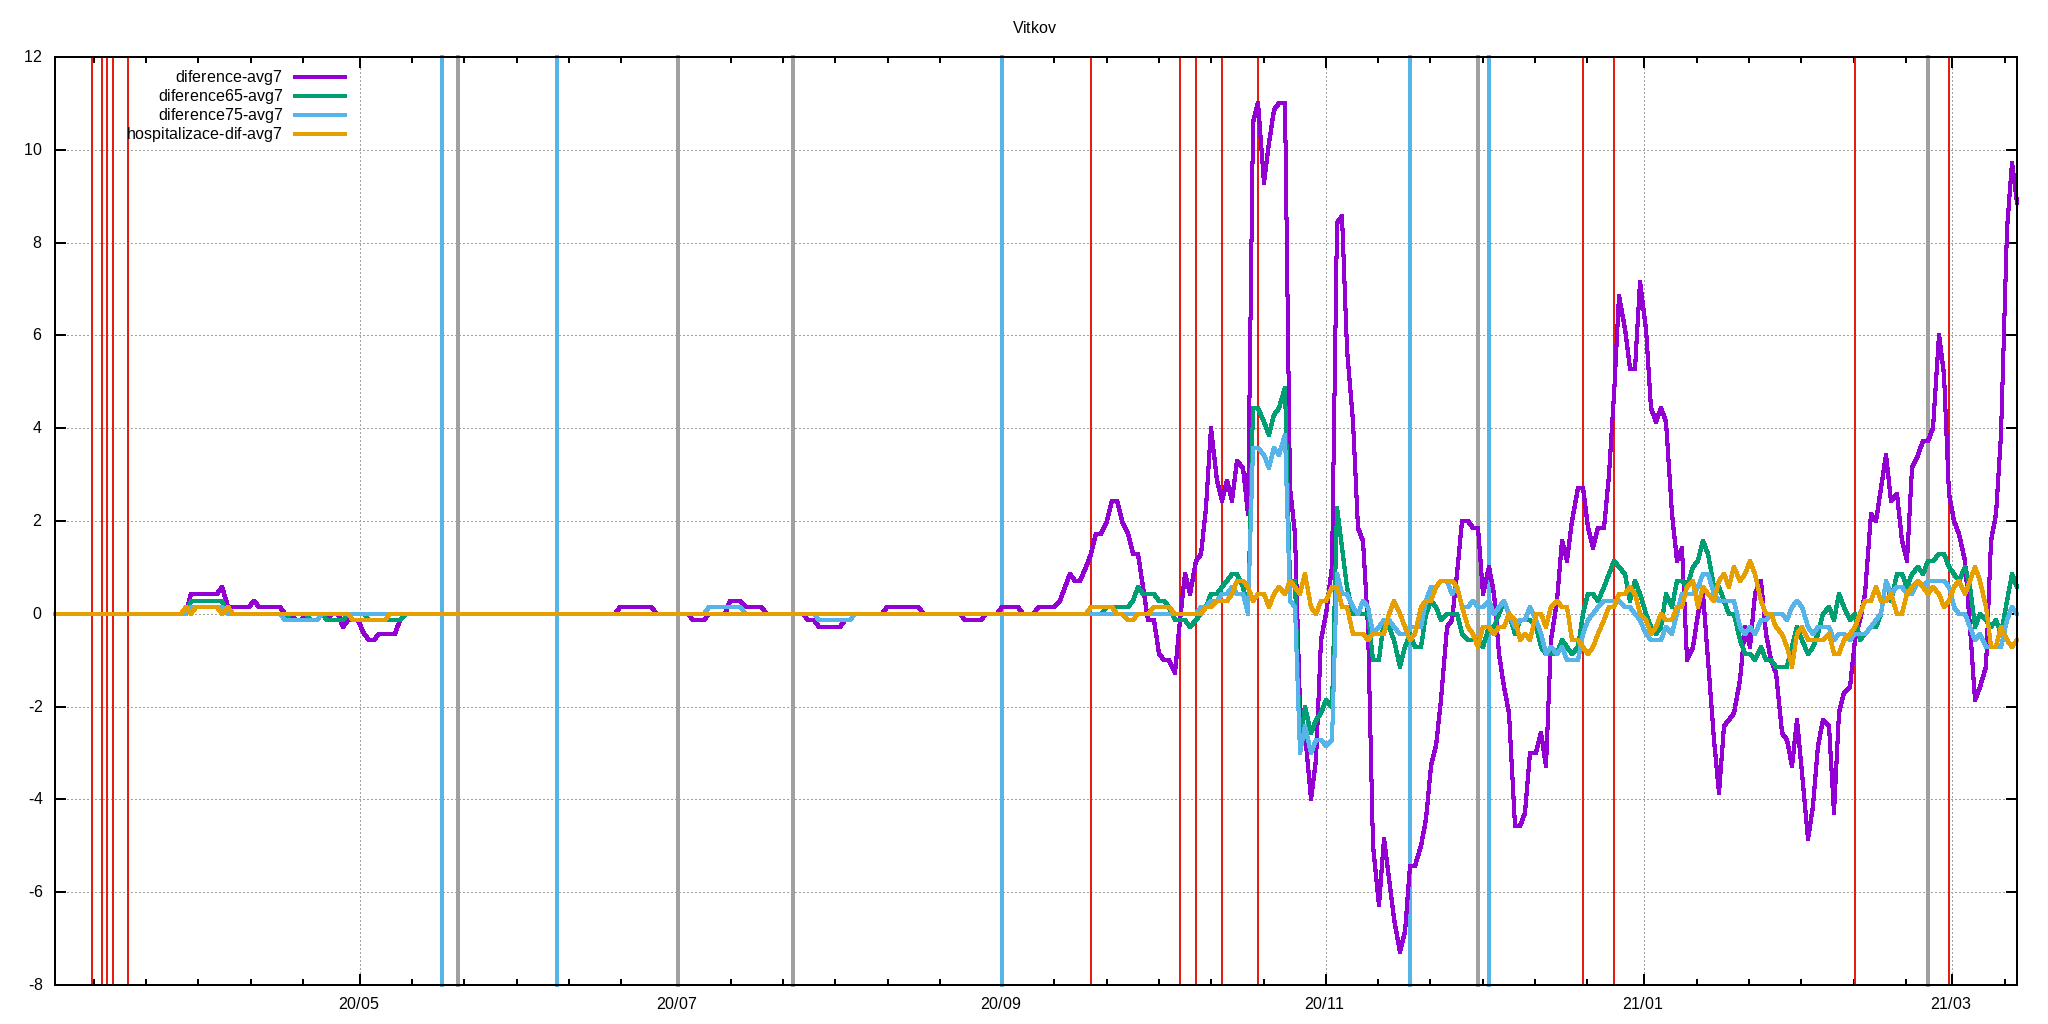 Vitkov
diference-avg7
diference65-avg7
diference75-avg7
hospitalizace-dif-avg7
12
10
8
6
4
2
0
-2
-4
-6
-8
20/05 20/07 20/09 20/11 21/01 21/03